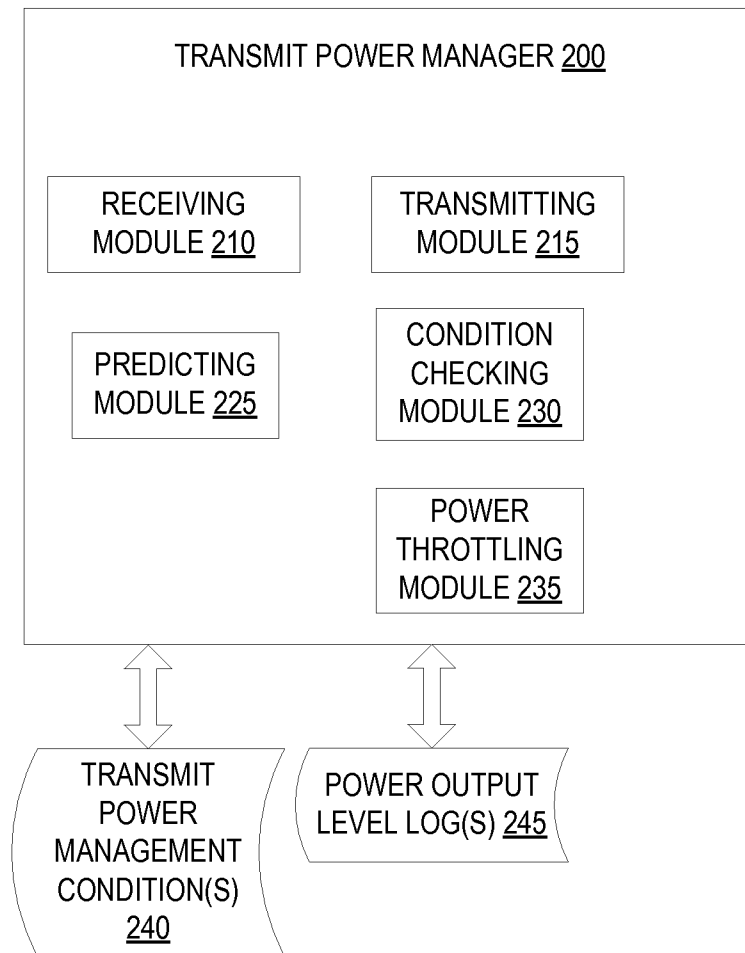 TRANSMIT POWER MANAGER 200
RECEIVING
MODULE 210
TRANSMITTING
MODULE 215
PREDICTING
MODULE 225
CONDITION
CHECKING
MODULE 230
POWER
THROTTLING
MODULE 235
TRANSMIT
POWER
MANAGEMENT
CONDITION(S)
240
POWER OUTPUT
LEVEL LOG(S) 245